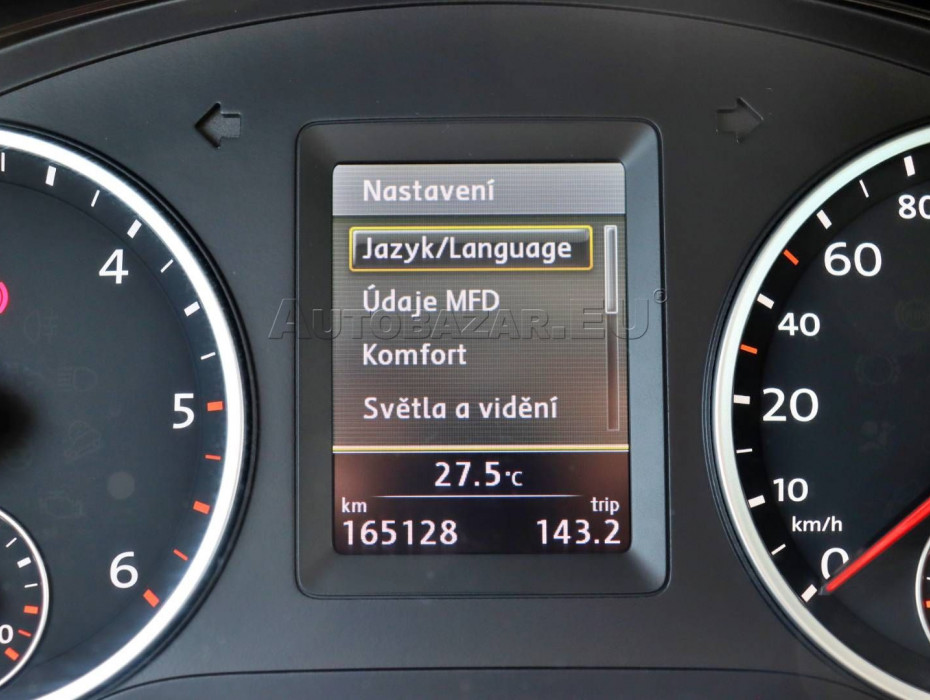 Nastavení
Jazyk/Language
Údaje MFD
Komfort
Světla a vidění
27.5°C
km trip
165128 143.2
4
5
6
0
80
60
40
20
10
km/h
0
AUTOBAZAR.EU